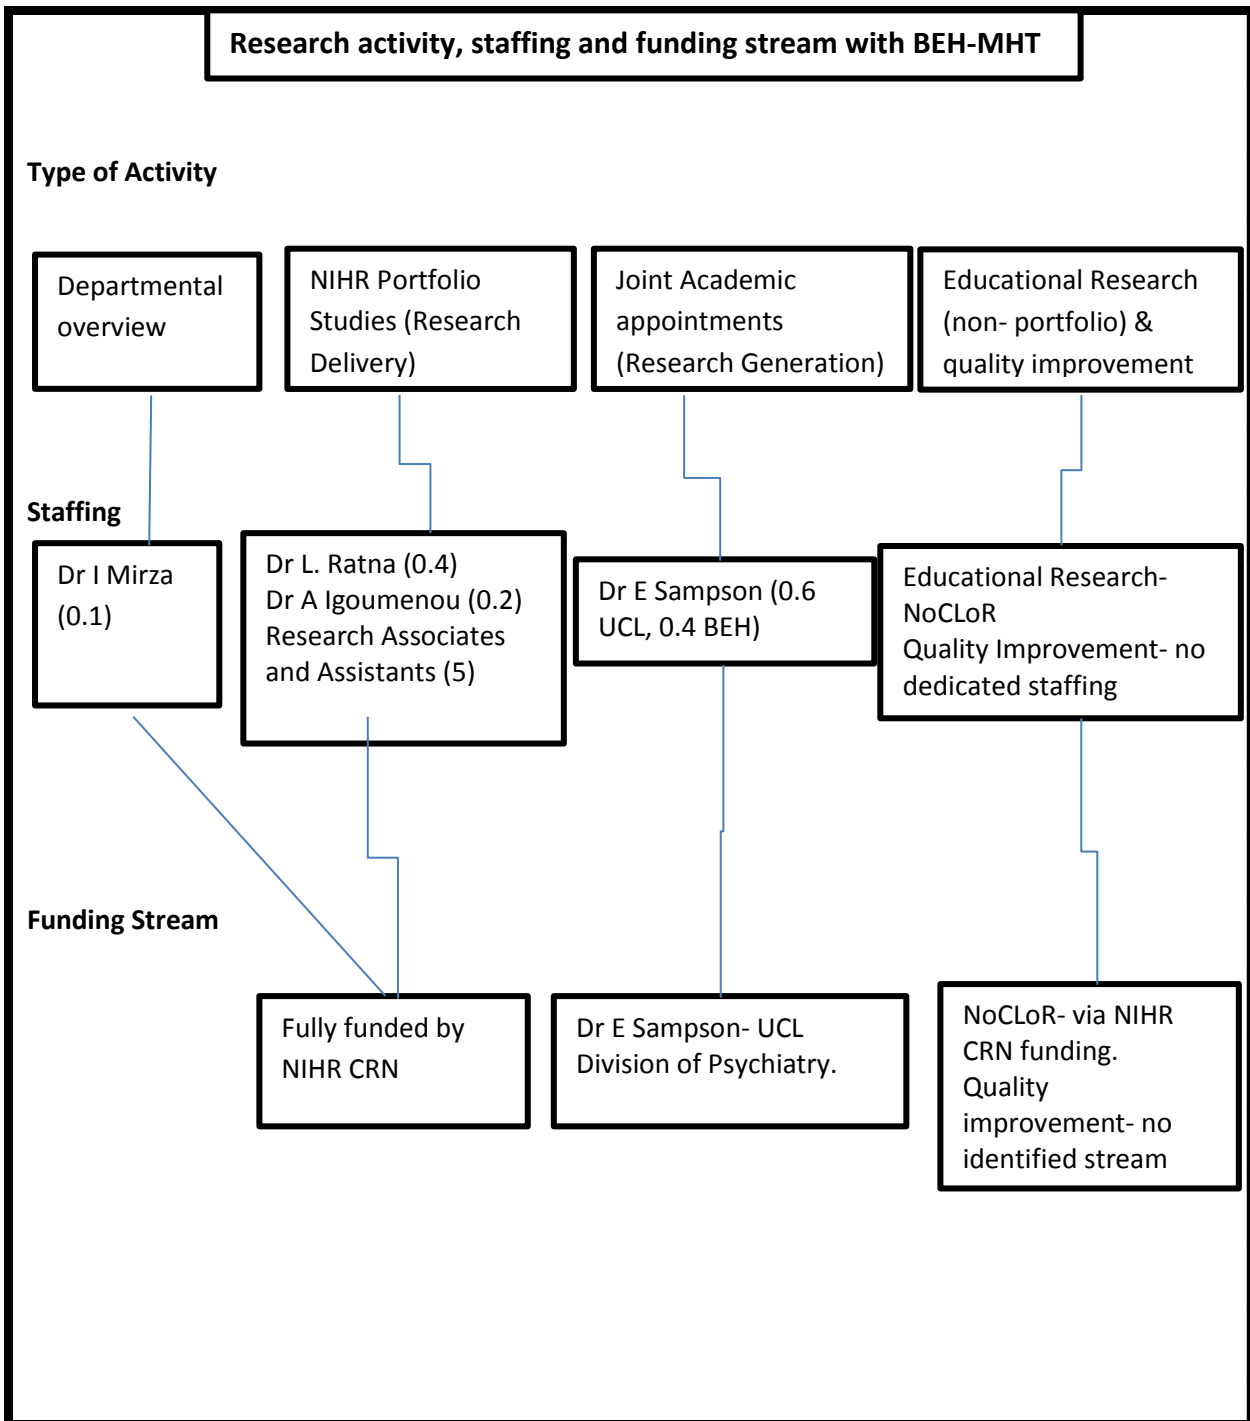 Research activity, staffing and funding stream with BEH-MHT
Type of Activity
Departmental
overview
NIHR Portfolio
Studies (Research
Delivery)
Joint Academic
appointments
(Research Generation)
Educational Research
(non- portfolio) &
quality improvement
Staffing
Dr I Mirza
(0.1)
Dr L. Ratna (0.4)
Dr A Igoumenou (0.2)
Research Associates
and Assistants (5)
Dr E Sampson (0.6
UCL, 0.4 BEH)
Educational Research-
NoCLoR
Quality Improvement- no
dedicated staffing
Funding Stream
Fully funded by
NIHR CRN
Dr E Sampson- UCL
Division of Psychiatry.
NoCLoR- via NIHR
CRN funding.
Quality
improvement- no
identified stream